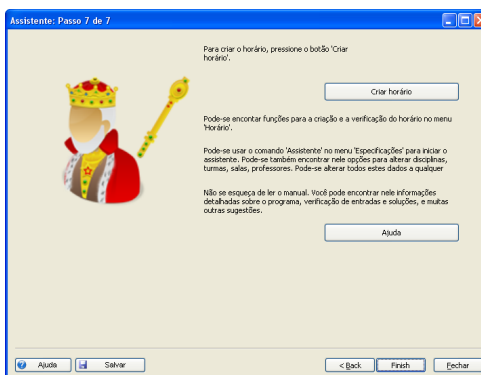 Assistente: Passo 7 de 7
Para criar o horário, pressione o botão 'Criar
horário'.
Criar horário
Pode-se encontar funções para a criação e a verificação do horário no menu
'Horário'.
Pode-se usar o comando 'Assistente' no menu 'Especificações' para iniciar o
assistente. Pode-se também encontrar nele opções para alterar disciplinas,
turmas, salas, professores. Pode-se alterar todos estes dados a qualquer
Não se esqueça de ler o manual. Você pode encontrar nele informações
detalhadas sobre o programa, verificação de entradas e soluções, e muitas
outras sugestões.
Ajuda
Ajuda
Salvar
< Back
Finish
Fechar